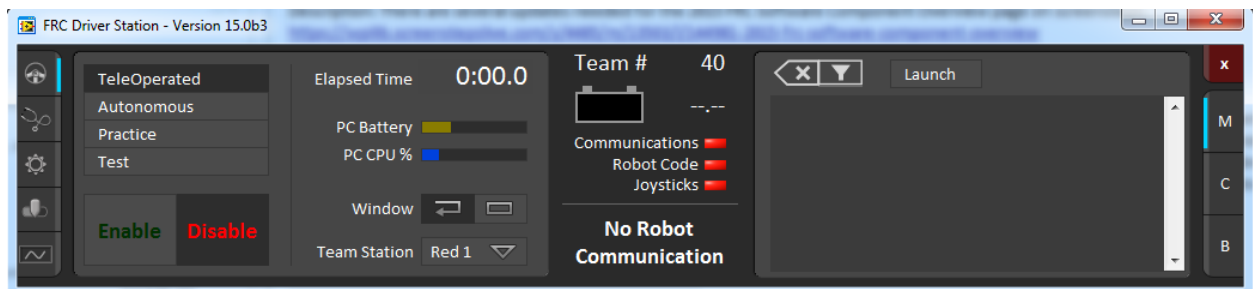 FRC Driver Station - Version 15.0b3
TeleOperated
Autonomous
Practice
Test
Enable Disable
Elapsed Time 0:00.0
PC Battery
PC CPU %
Window
Team Station Red 1
Team # 40
--.--
Communications
Robot Code
Joysticks
No Robot
Communication
Launch
x
M
C
B